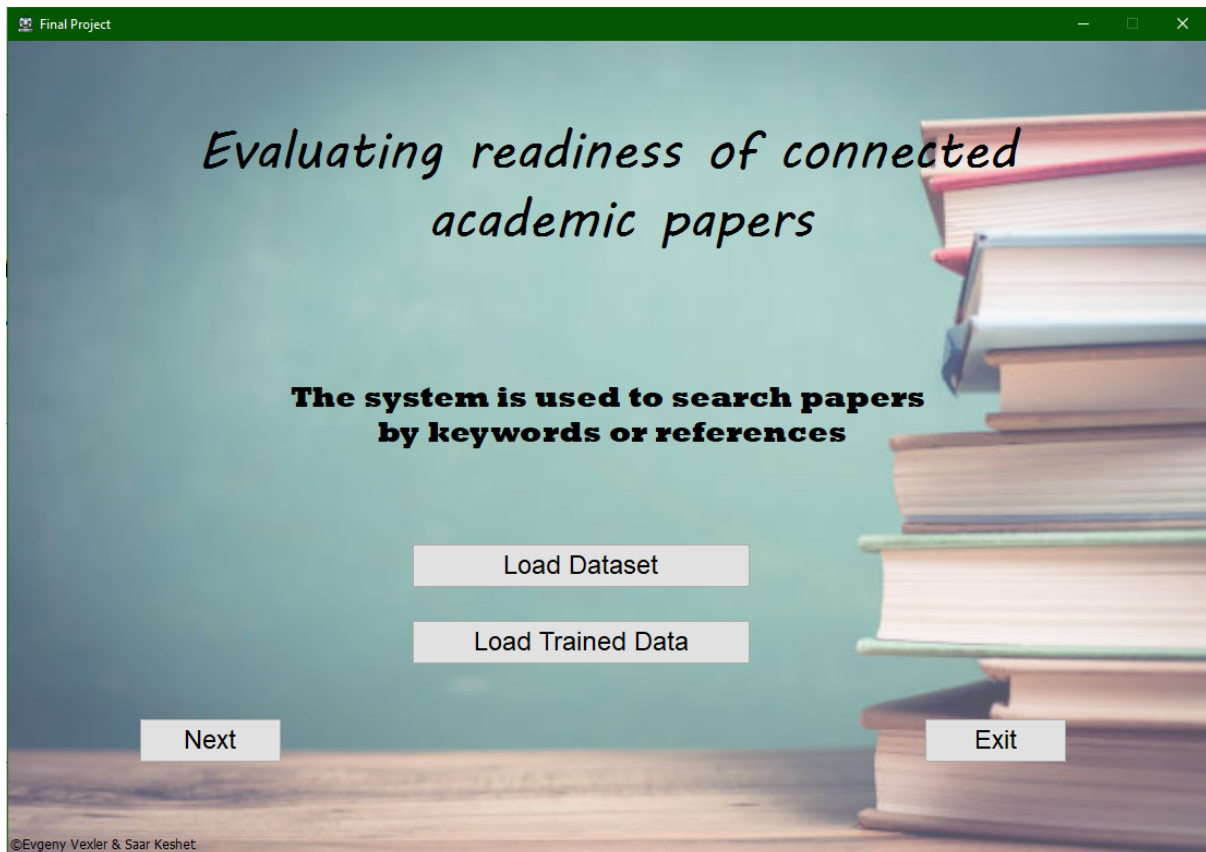 Final Project
Evaluating readiness of connected
academic papers
The system is used to search papers
by keywords or references
Load Dataset
Load Trained Data
Next
Exit
©Evgeny Vexler & Saar Keshet